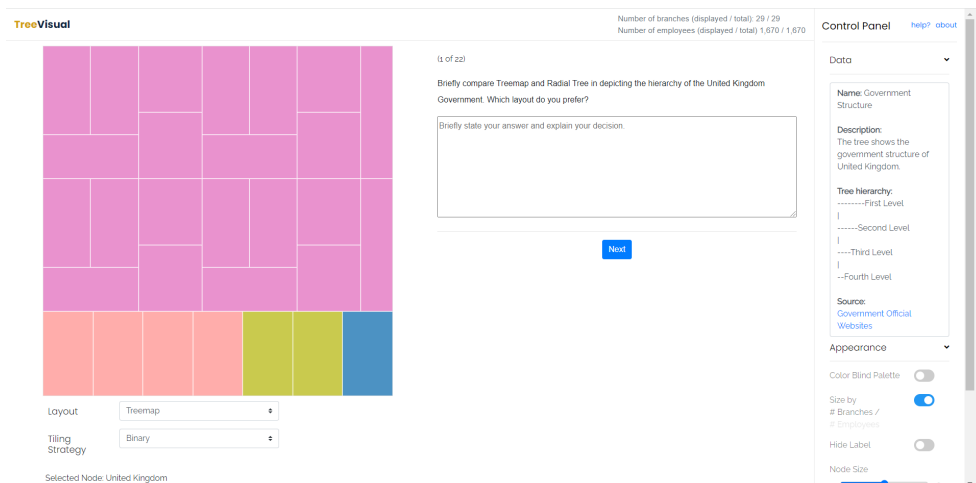 TreeVisual
Number of branches (displayed / total): 29 / 29
Number of employees (displayed / total) 1,670 / 1,670
(1 of 22)
Briefly compare Treemap and Radial Tree in depicting the hierarchy of the United Kingdom
Government. Which layout do you prefer?
Briefly state your answer and explain your decision.
Next
Layout
Treemap
Tiling
Strategy
Binary
Selected Node: United Kingdom
Control Panel
help? about
Data
Name: Government
Structure
Description:
The tree shows the
government structure of
United Kingdom.
Tree hierarchy:
--------First Level
|
------Second Level
|
----Third Level
|
--Fourth Level
Source:
Government Official
Websites
Appearance
Color Blind Palette
Size by
# Branches /
# Employees
Hide Label
Node Size